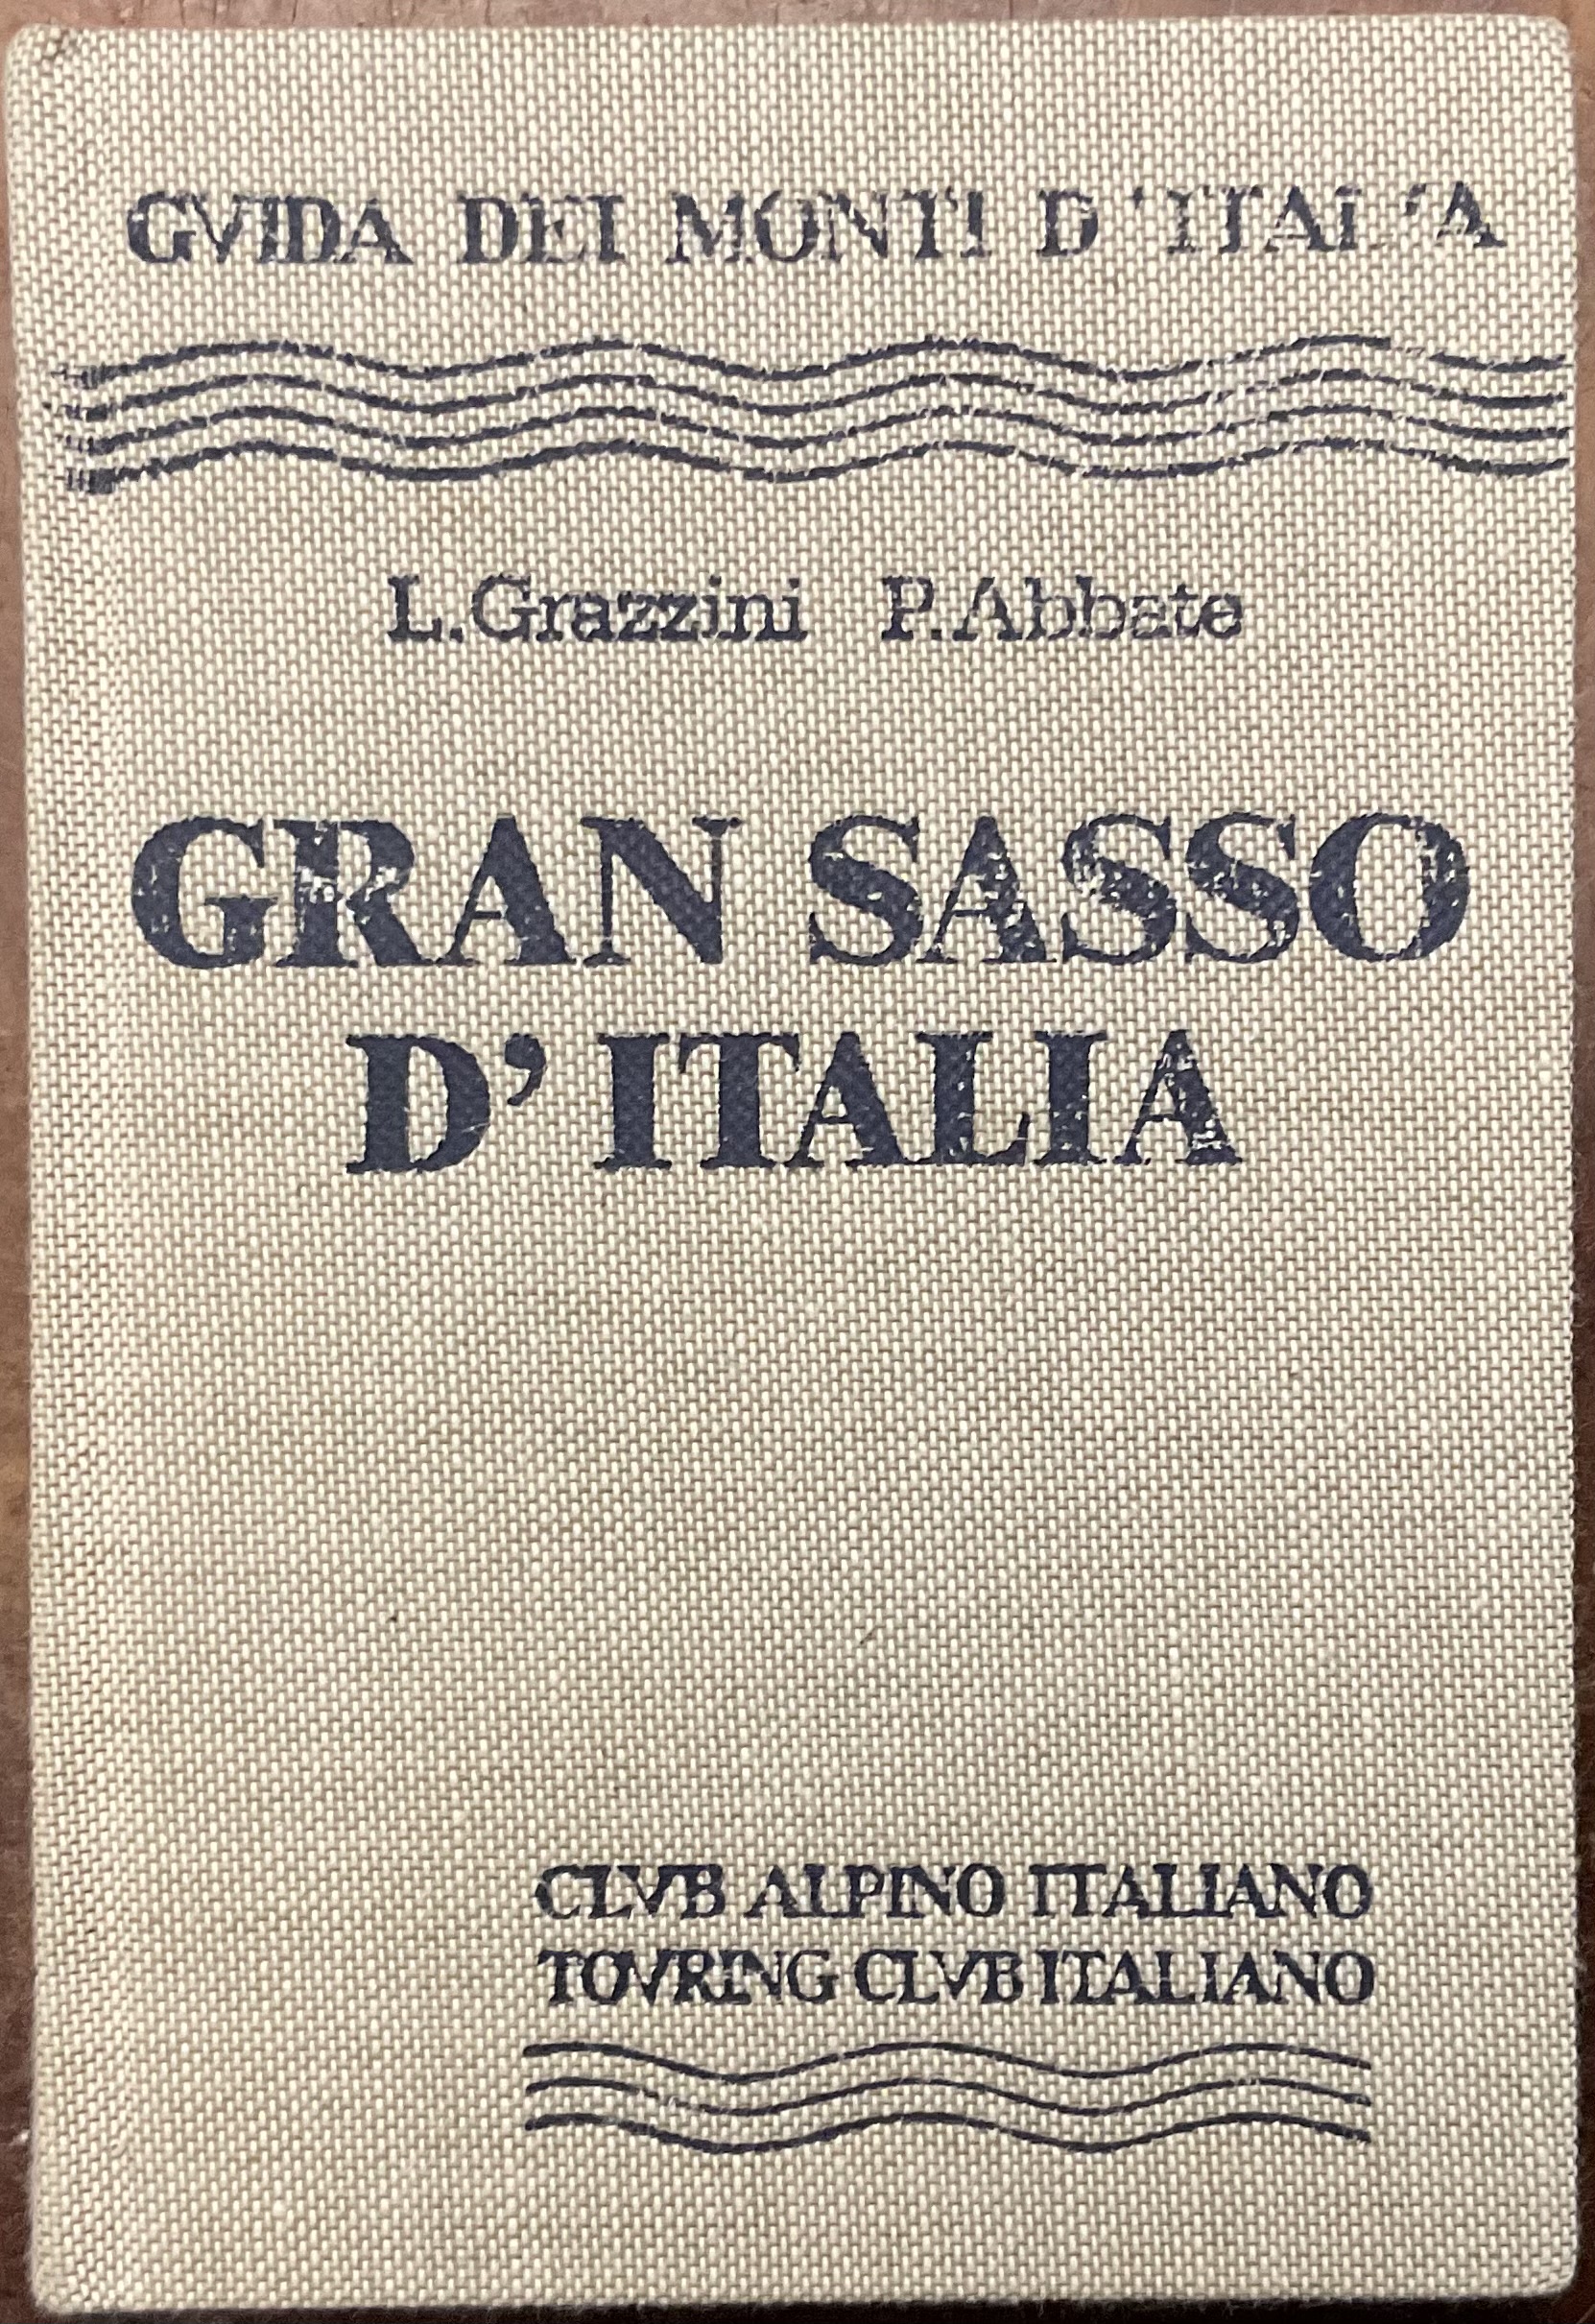 GVIDA DEI MONTI D'ITALIA
L.Grazzini P.Abbate
GRAN SASSO
D'ITALIA
CLVB ALPINO ITALIANO
TOVRING CLVB ITALIANO